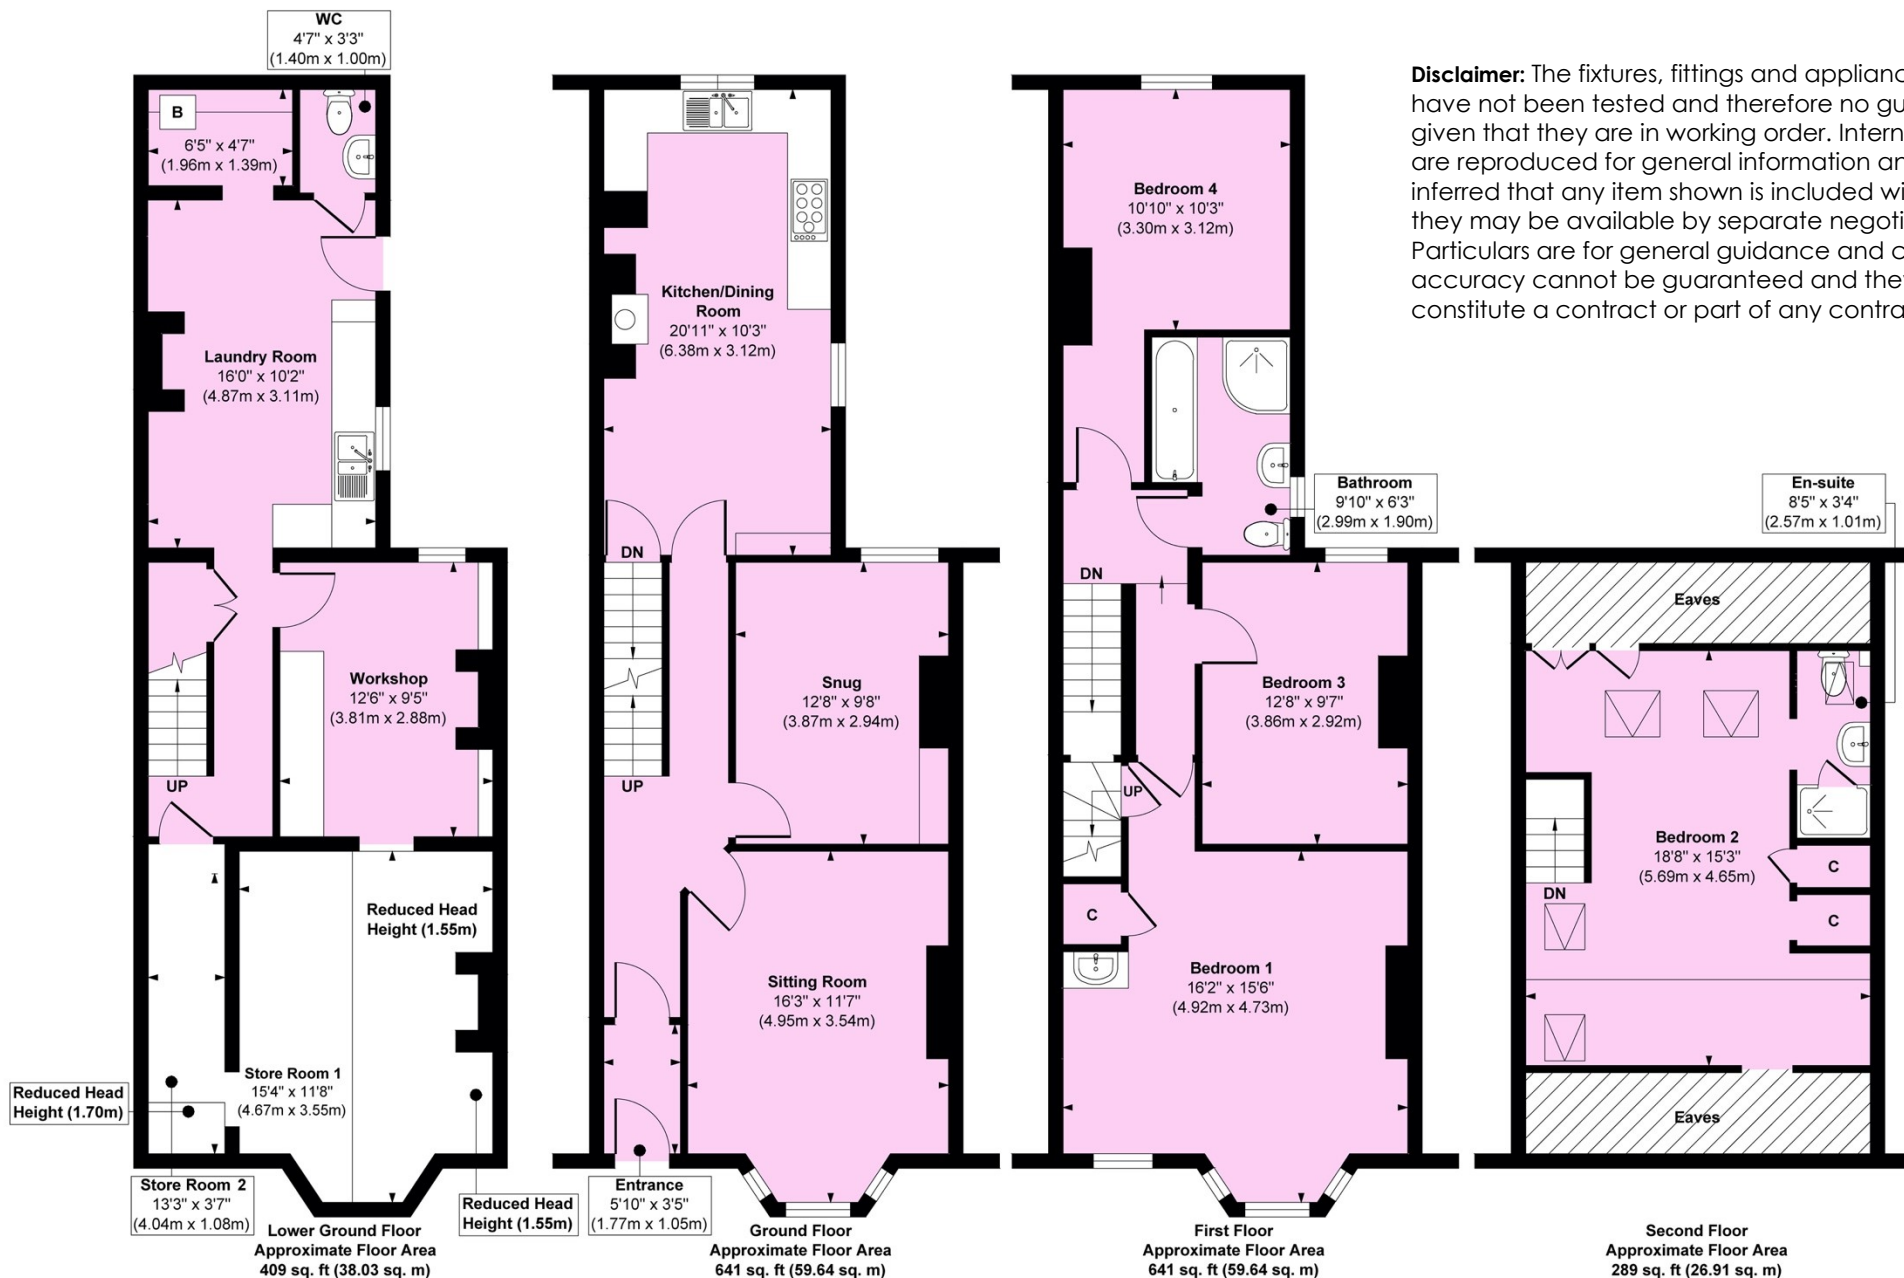 WC
4'7" x 3'3"
(1.40m x 1.00m)
B
6'5" x 4'7"
(1.96m x 1.39m)
Laundry Room
16'0" x 10'2"
(4.87m x 3.11m)
Workshop
12'6" x 9'5"
(3.81m x 2.88m)
UP
Reduced Head
Height (1.55m)
Store Room 1
15'4" x 11'8"
(4.67m x 3.55m)
Reduced Head
Height (1.70m)
Store Room 2
13'3" x 3'7"
(4.04m x 1.08m)
Reduced Head
Height (1.55m)
Lower Ground Floor
Approximate Floor Area
409 sq. ft (38.03 sq. m)
Kitchen/Dining
Room
20'11" x 10'3"
(6.38m x 3.12m)
DN
Snug
12'8" x 9'8"
(3.87m x 2.94m)
UP
Sitting Room
16'3" x 11'7"
(4.95m x 3.54m)
Entrance
5'10" x 3'5"
(1.77m x 1.05m)
Ground Floor
Approximate Floor Area
641 sq. ft (59.64 sq. m)
Bedroom 4
10'10" x 10'3"
(3.30m x 3.12m)
Bathroom
9'10" x 6'3"
(2.99m x 1.90m)
DN
Bedroom 3
12'8" x 9'7"
(3.86m x 2.92m)
UP
C
Bedroom 1
16'2" x 15'6"
(4.92m x 4.73m)
First Floor
Approximate Floor Area
641 sq. ft (59.64 sq. m)
Disclaimer: The fixtures, fittings and
have not been tested and therefore no
given that they are in working order.
are reproduced for general information
inferred that any item shown is included
they may be available by separate
Particulars are for general guidance and
accuracy cannot be guaranteed and
constitute a contract or part of any
En-suite
8'5" x 3'4"
(2.57m x 1.01m)
Eaves
Bedroom 2
18'8" x 15'3"
(5.69m x 4.65m)
C
DN
C
Eaves
Second Floor
Approximate Floor Area
289 sq. ft (26.91 sq. m)